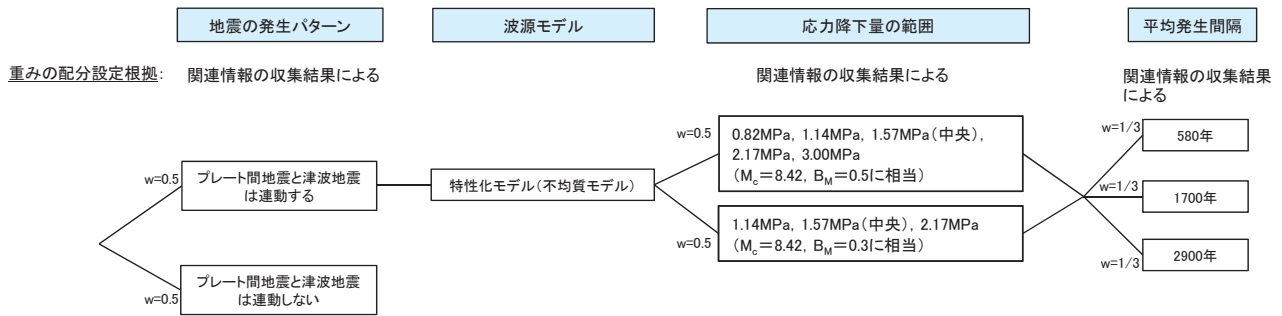 地震の発生パターン
波源モデル
応力降下量の範囲
平均発生間隔
重みの配分設定根拠:
関連情報の収集結果による
関連情報の収集結果による
関連情報の収集結果
による
w=0.5
プレート間地震と津波地震
は連動する
特性化モデル(不均質モデル)
w=0.5
0.82MPa, 1.14MPa, 1.57MPa(中央),
2.17MPa, 3.00MPa
(Mc=8.42, BM=0.5に相当)
w=0.5
1.14MPa, 1.57MPa(中央), 2.17MPa
(Mc=8.42, BM=0.3に相当)
w=1/3
580年
w=1/3
1700年
w=1/3
2900年
w=0.5
プレート間地震と津波地震
は連動しない